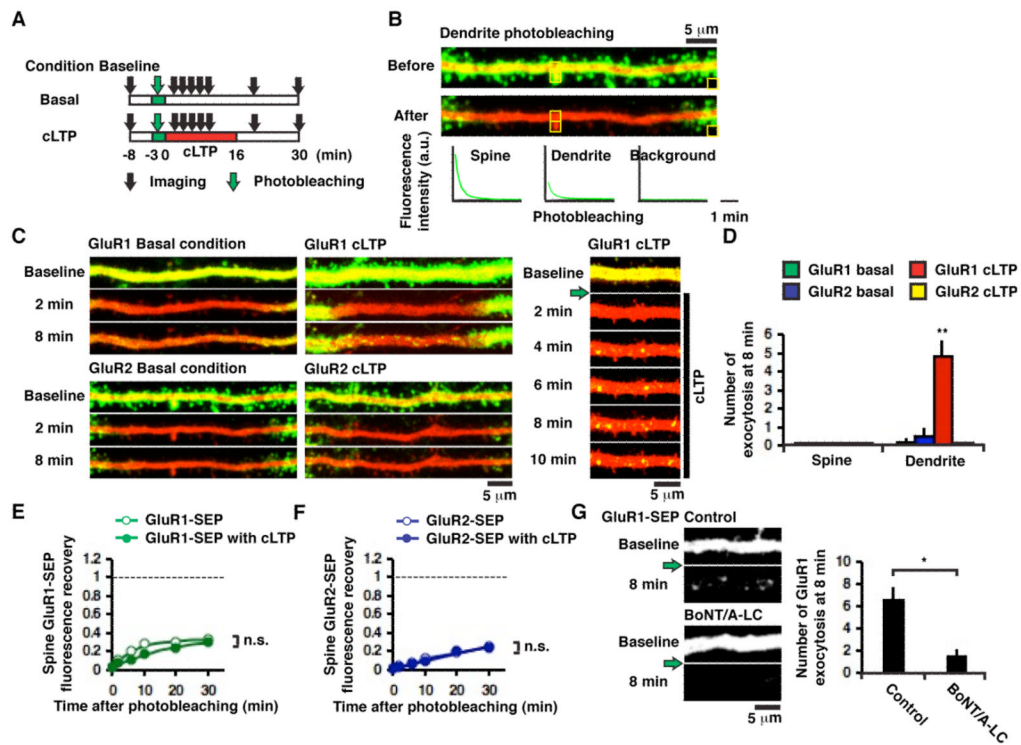 A
Condition Baseline
Basal
cLTP
cLTP
-8 -3 0 16 30 (min)
Imaging Photobleaching
B
5 μm
Dendrite photobleaching
Before
After
Fluorescence
intensity (a.u.)
Spine Dendrite Background
Photobleaching 1 min
C
GluR1 Basal condition GluR1 cLTP GluR1 cLTP
Baseline
2 min
8 min
GluR2 Basal condition GluR2 cLTP
Baseline
2 min
8 min
5 μm
Baseline
2 min
4 min
6 min
8 min
10 min
cLTP
5 μm
D
GluR1 basal GluR1 cLTP
GluR2 basal GluR2 cLTP
Number of
exocytosis at 8 min
6
5
4
3
2
1
0
**
Spine Dendrite
E
GluR1-SEP
GluR1-SEP with cLTP
Spine GluR1-SEP
fluorescence recovery
1.2
1
0.8
0.6
0.4
0.2
0
n.s.
0 10 20 30
Time after photobleaching (min)
F
GluR2-SEP
GluR2-SEP with cLTP
Spine GluR2-SEP
fluorescence recovery
1.2
1
0.8
0.6
0.4
0.2
0
n.s.
0 10 20 30
Time after photobleaching (min)
G
GluR1-SEP Control
Baseline
8 min
BoNT/A-LC
Baseline
8 min
5 μm
Number of GluR1
exocytosis at 8 min
10
8
6
4
2
0
*
Control
BoNT/A-LC